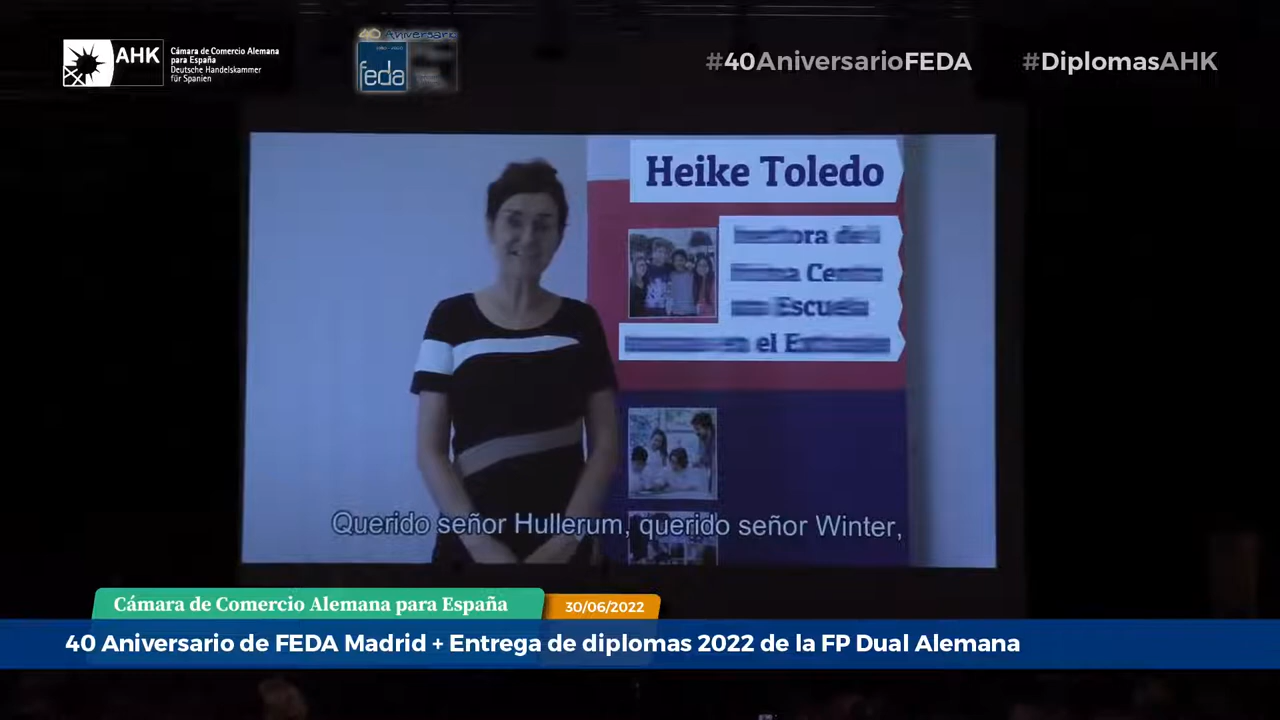 AHK
Cámara de Comercio Alemana
para España
Deutsche Handelskammer
für Spanien
40 Aniversario
feda
#40AniversarioFEDA
#DiplomasAHK
Heike Toledo
Escuela
el
Querido señor Hullerum, querido señor Winter,
Cámara de Comercio Alemana para España
30/06/2022
40 Aniversario de FEDA Madrid + Entrega de diplomas 2022 de la FP Dual Alemana